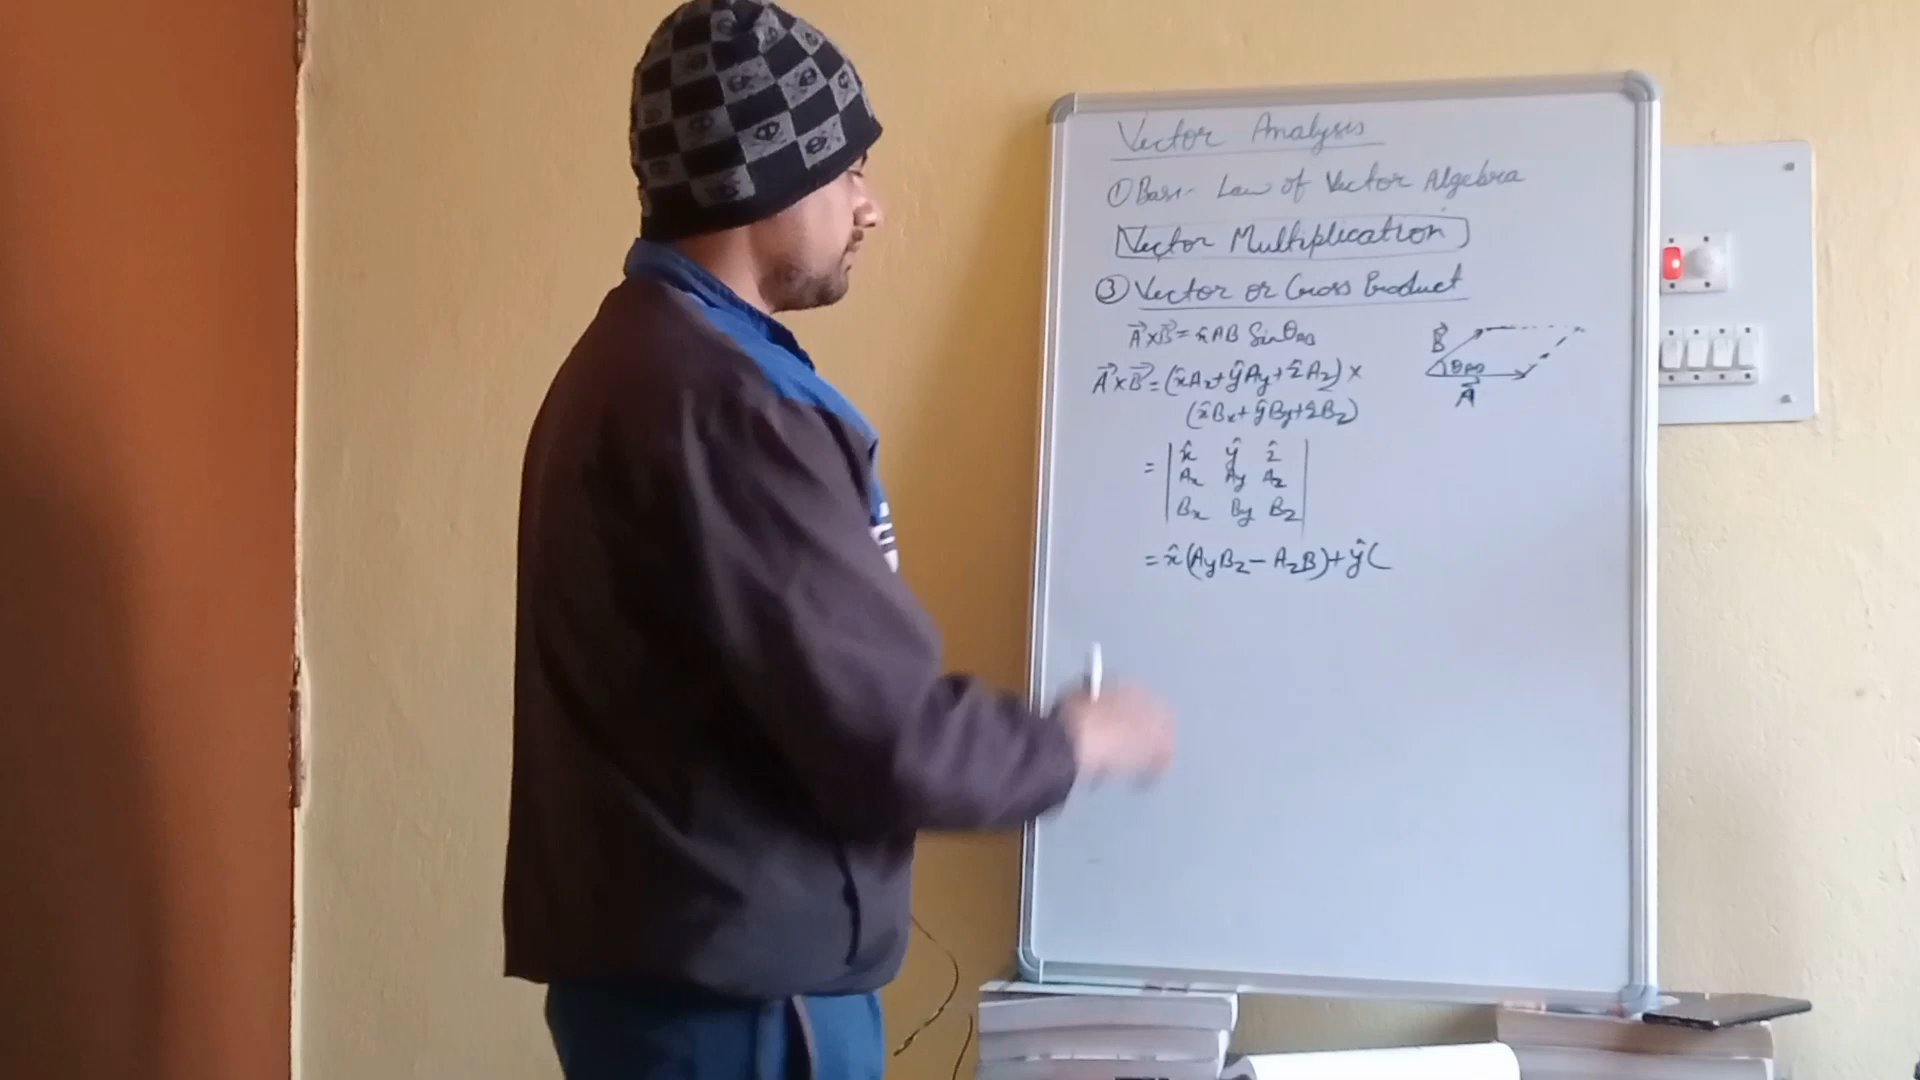 Vector Analysis
① Basi- Law of Vector Algebra
Vector Multiplication
③ Vector or Cross Product
A⃗×B⃗ = n̂AB Sinθ_AB
A⃗×B⃗ = (x̂Ax+ŷAy+ẑAz) ×
(x̂Bx+ŷBy+ẑBz)
= | x̂ ŷ ẑ |
| Ax Ay Az |
| Bx By Bz |
= x̂(AyBz − AzB)+ŷ(
B⃗
θ_AB
A⃗